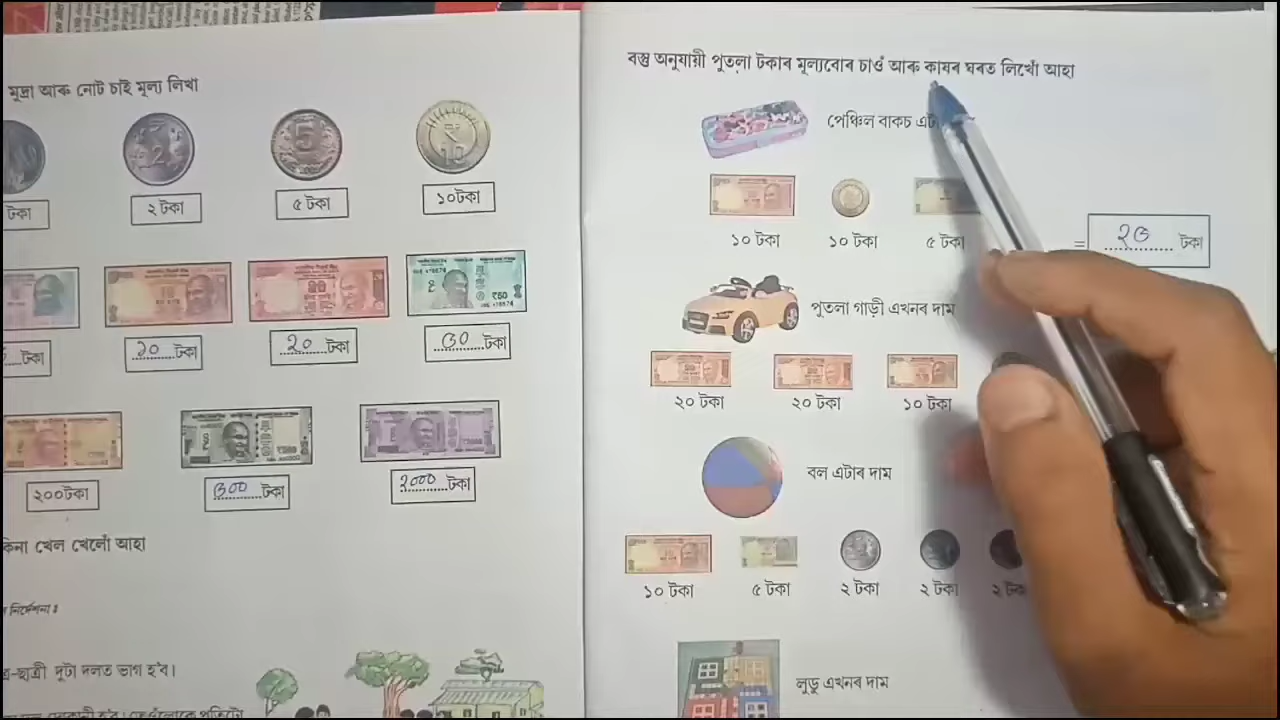 মুদ্ৰা আৰু নোট চাই মূল্য লিখা
টকা
২ টকা
৫ টকা
১০টকা
টকা
১০ টকা
২০ টকা
৫০ টকা
২০০টকা
৫০০ টকা
২০০০ টকা
কিনা খেল খেলোঁ আহা
নিৰ্দেশনা ঃ
ত্ৰ-ছাত্ৰী দুটা দলত ভাগ হ'ব।
বস্তু অনুযায়ী পুতলা টকাৰ মূল্যবোৰ চাওঁ আৰু কাষৰ ঘৰত লিখোঁ আহা
পেঞ্চিল বাকচ
১০ টকা ১০ টকা ৫ টকা
= ২৫ টকা
পুতলা গাড়ী এখনৰ দাম
২০ টকা ২০ টকা ১০ টকা
বল এটাৰ দাম
১০ টকা ৫ টকা ২ টকা ২ টকা ২
লুডু এখনৰ দাম